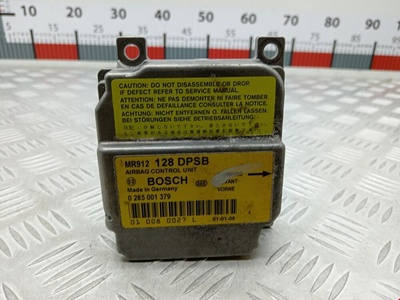 10 20 30 40 50 60 70 80 90
CAUTION: DO NOT DISASSEMBLE OR DROP.
IF DEFECT REFER TO SERVICE MANUAL.
ATTENTION: NE PAS DEMONTER NI FAIRE TOMBER.
EN CAS DE DEFAILLANCE CONSULTER LA NOTICE.
ACHTUNG: NICHT ENTFERNEN O. FALLEN LASSEN.
BEI STÖRUNGEN SIEHE BETRIEBSANLEITUNG.
MR912 128 DPSB
AIRBAG CONTROL UNIT
BOSCH
Made in Germany
VORNE
0 285 001 379
01 008 0027 L